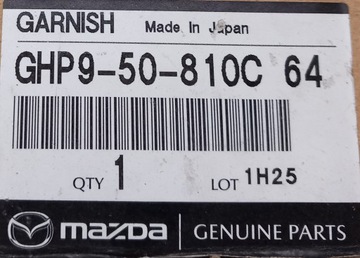 GARNISH Made In Japan
GHP9-50-810C 64
QTY 1 LOT 1H25
mazda GENUINE PARTS